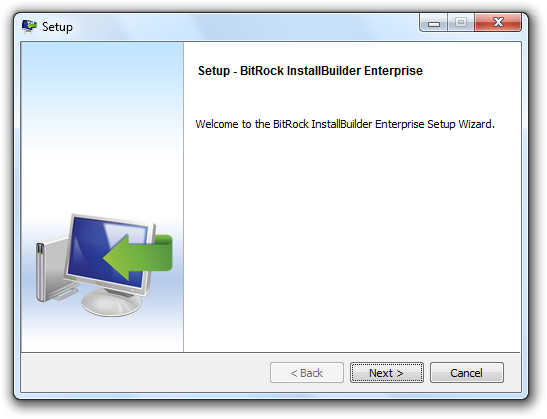 Setup
Setup - BitRock InstallBuilder Enterprise
Welcome to the BitRock InstallBuilder Enterprise Setup Wizard.
< Back
Next >
Cancel